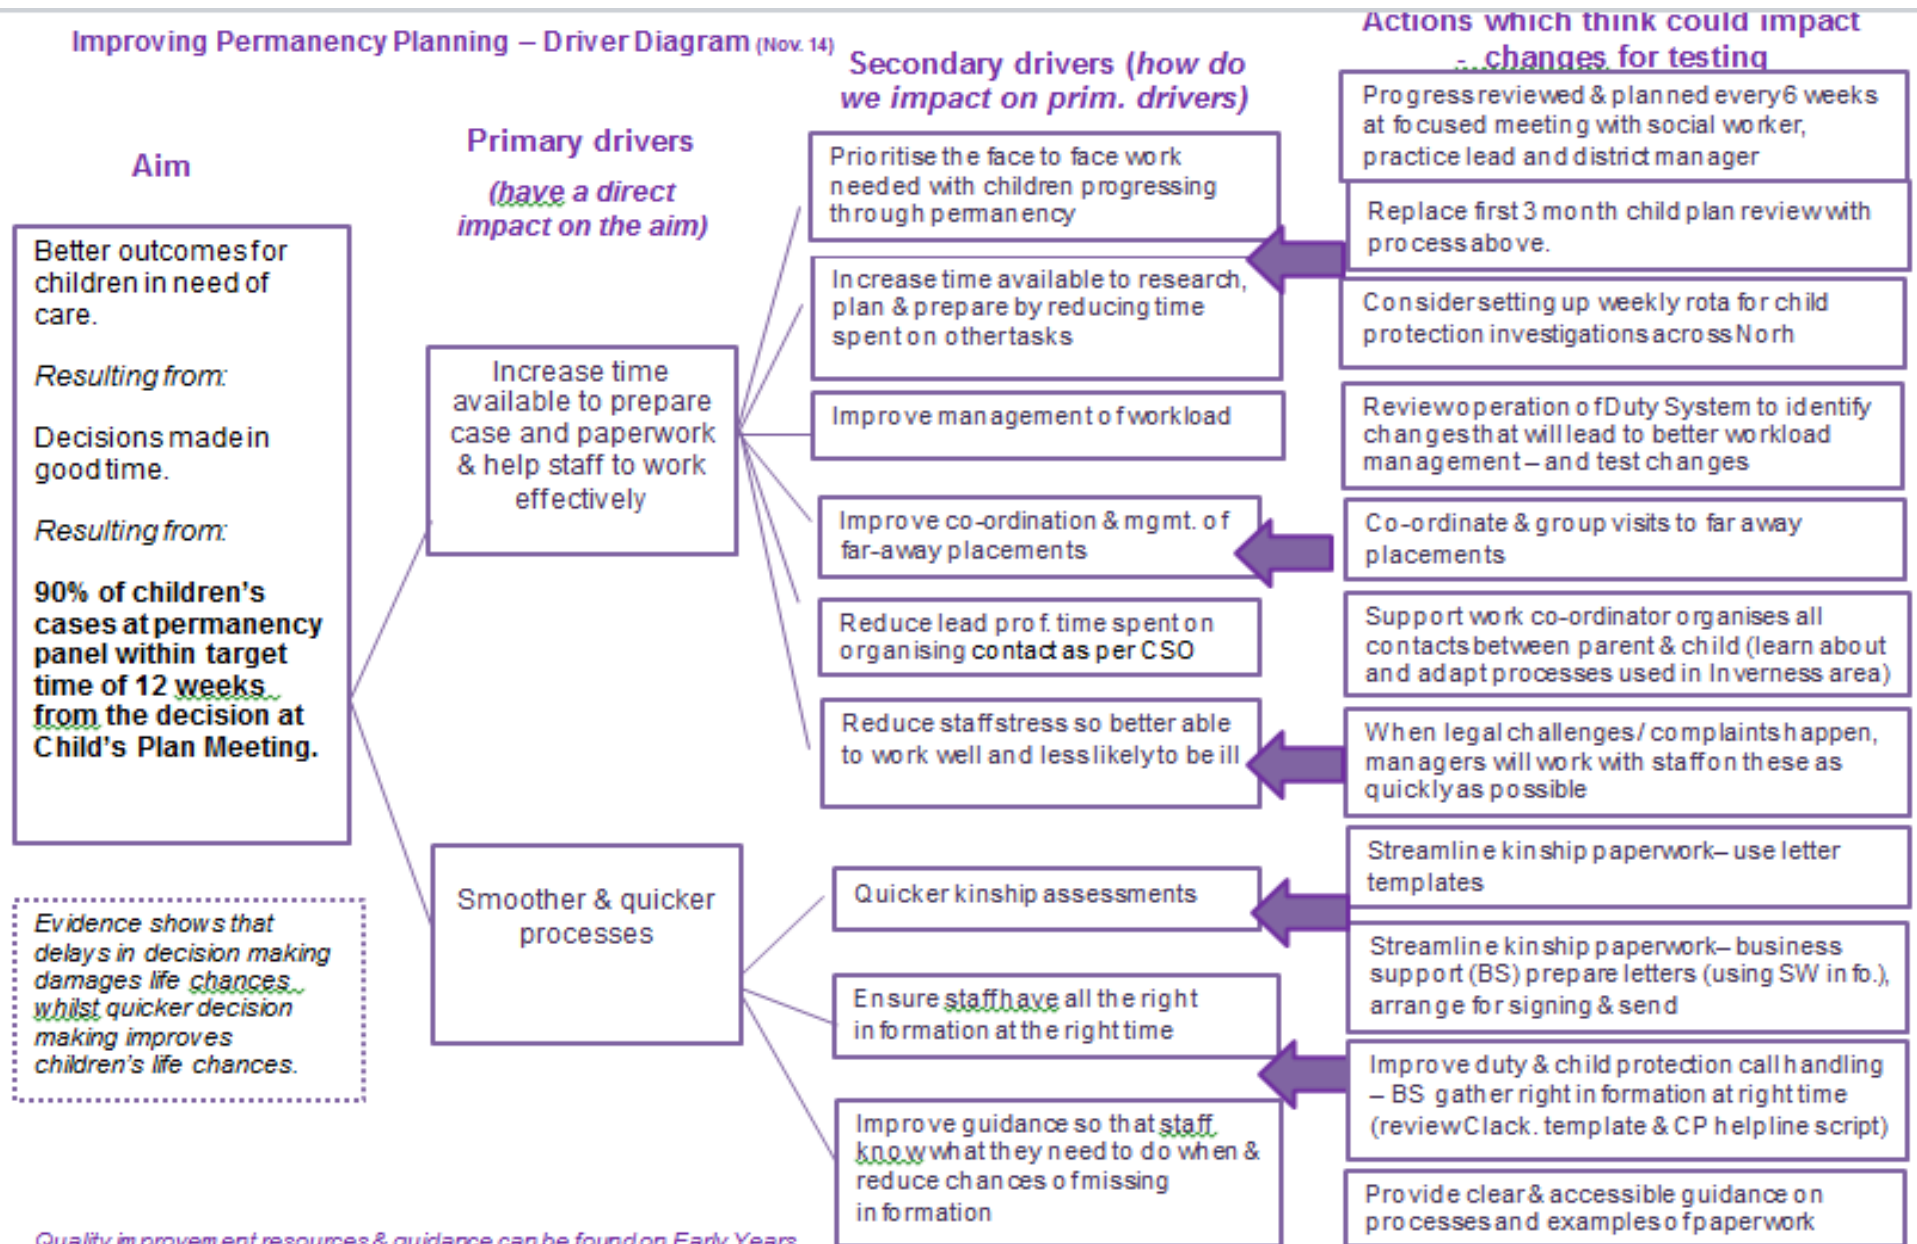 Improving Permanency Planning – Driver Diagram (Nov. 14)
Aim
Better outcomes for
children in need of
care.
Resulting from:
Decisions made in
good time.
Resulting from:
90% of children's
cases at permanency
panel within target
time of 12 weeks
from the decision at
Child's Plan Meeting.
Evidence shows that
delays in decision making
damages life chances
whilst quicker decision
making improves
children's life chances.
Quality improvement resources & guidance can be found on Early Years
Primary drivers
(have a direct
impact on the aim)
Increase time
available to prepare
case and paperwork
& help staff to work
effectively
Smoother & quicker
processes
Secondary drivers (how do
we impact on prim. drivers)
Prioritise the face to face work
needed with children progressing
through permanency
Increase time available to research,
plan & prepare by reducing time
spent on other tasks
Improve management of workload
Improve co-ordination & mgmt. of
far-away placements
Reduce lead prof. time spent on
organising contact as per CSO
Reduce staff stress so better able
to work well and less likely to be ill
Quicker kinship assessments
Ensure staff have all the right
information at the right time
Improve guidance so that staff
know what they need to do when &
reduce chances of missing
information
Actions which think could impact
- changes for testing
Progress reviewed & planned every 6 weeks
at focused meeting with social worker,
practice lead and district manager
Replace first 3 month child plan review with
process above.
Consider setting up weekly rota for child
protection investigations across Norh
Review operation of Duty System to identify
changes that will lead to better workload
management – and test changes
Co-ordinate & group visits to far away
placements
Support work co-ordinator organises all
contacts between parent & child (learn about
and adapt processes used in Inverness area)
When legal challenges / complaints happen,
managers will work with staff on these as
quickly as possible
Streamline kinship paperwork – use letter
templates
Streamline kinship paperwork – business
support (BS) prepare letters (using SW info.),
arrange for signing & send
Improve duty & child protection call handling
– BS gather right information at right time
(review Clack. template & CP helpline script)
Provide clear & accessible guidance on
processes and examples of paperwork